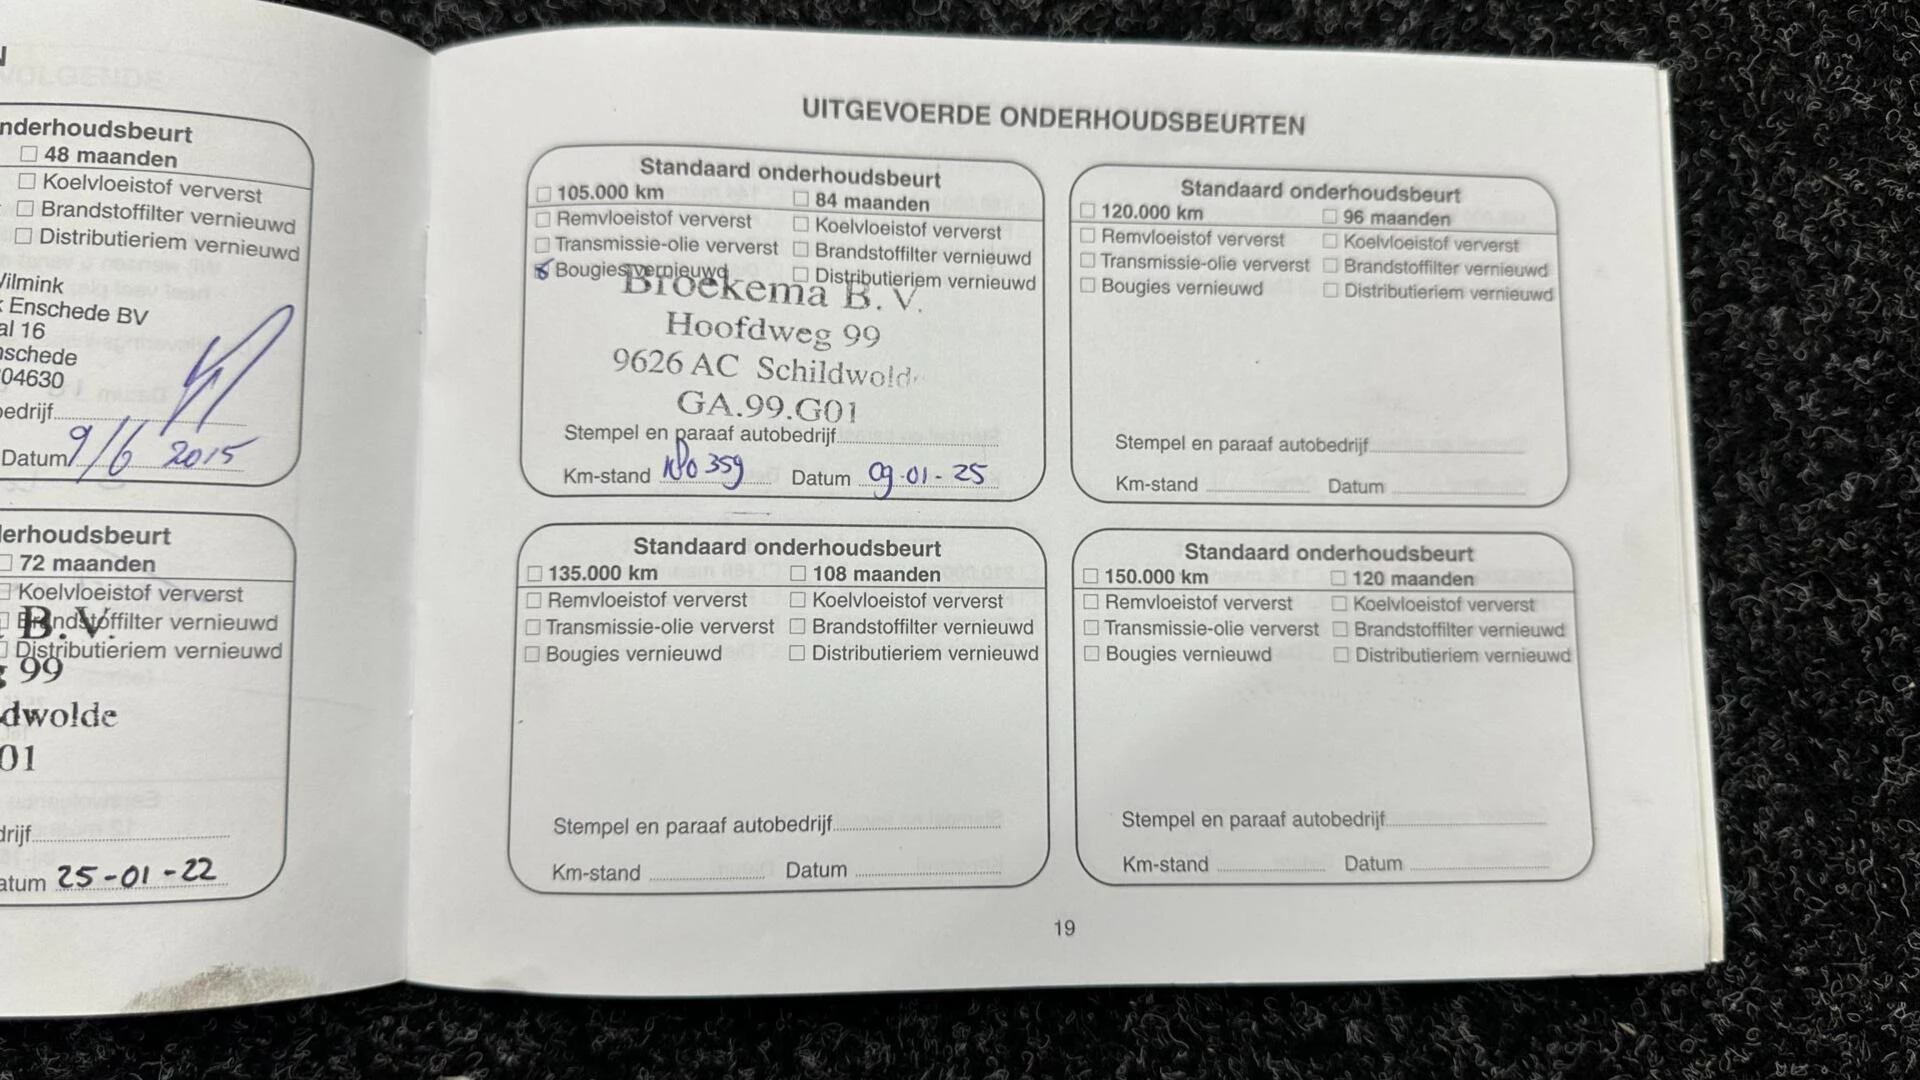 nderhoudsbeurt
☐ 48 maanden
☐ Koelvloeistof ververst
☐ Brandstoffilter vernieuwd
☐ Distributieriem vernieuwd
Wilmink
Enschede BV
al 16
nschede
04630
bedrijf
Datum 9/6 2015
derhoudsbeurt
☐ 72 maanden
☐ Koelvloeistof ververst
☐ Brandstoffilter vernieuwd
B.V.
☐ Distributieriem vernieuwd
g 99
dwolde
01
drijf
atum 25-01-22
UITGEVOERDE ONDERHOUDSBEURTEN
Standaard onderhoudsbeurt
☐ 105.000 km ☐ 84 maanden
☐ Remvloeistof ververst ☐ Koelvloeistof ververst
☐ Transmissie-olie ververst ☐ Brandstoffilter vernieuwd
☒ Bougies vernieuwd ☐ Distributieriem vernieuwd
Broekema B.V.
Hoofdweg 99
9626 AC Schildwolde
GA.99.G01
Stempel en paraaf autobedrijf
Km-stand Datum 09-01-25
Standaard onderhoudsbeurt
☐ 120.000 km ☐ 96 maanden
☐ Remvloeistof ververst ☐ Koelvloeistof ververst
☐ Transmissie-olie ververst ☐ Brandstoffilter vernieuwd
☐ Bougies vernieuwd ☐ Distributieriem vernieuwd
Stempel en paraaf autobedrijf
Km-stand Datum
Standaard onderhoudsbeurt
☐ 135.000 km ☐ 108 maanden
☐ Remvloeistof ververst ☐ Koelvloeistof ververst
☐ Transmissie-olie ververst ☐ Brandstoffilter vernieuwd
☐ Bougies vernieuwd ☐ Distributieriem vernieuwd
Stempel en paraaf autobedrijf
Km-stand Datum
Standaard onderhoudsbeurt
☐ 150.000 km ☐ 120 maanden
☐ Remvloeistof ververst ☐ Koelvloeistof ververst
☐ Transmissie-olie ververst ☐ Brandstoffilter vernieuwd
☐ Bougies vernieuwd ☐ Distributieriem vernieuwd
Stempel en paraaf autobedrijf
Km-stand Datum
19